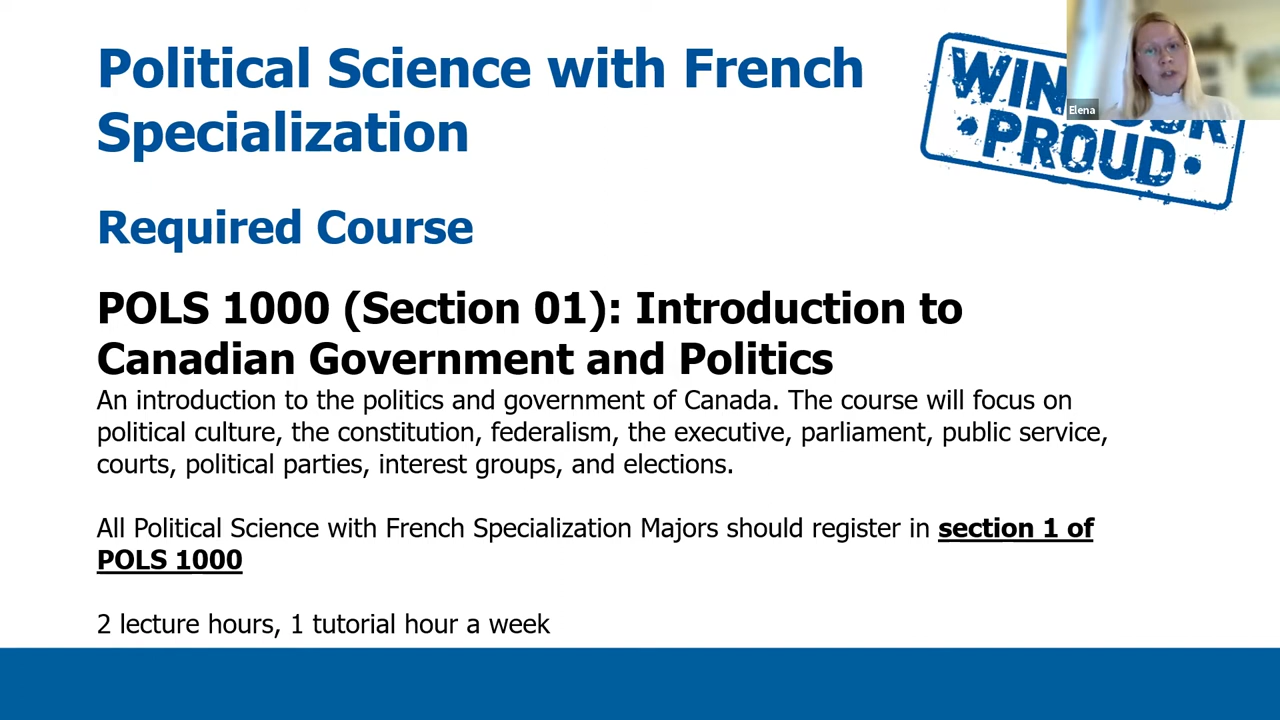 Political Science with French
Specialization
WIN
PROUD
Elena
Required Course
POLS 1000 (Section 01): Introduction to
Canadian Government and Politics
An introduction to the politics and government of Canada. The course will focus on
political culture, the constitution, federalism, the executive, parliament, public service,
courts, political parties, interest groups, and elections.
All Political Science with French Specialization Majors should register in section 1 of
POLS 1000
2 lecture hours, 1 tutorial hour a week